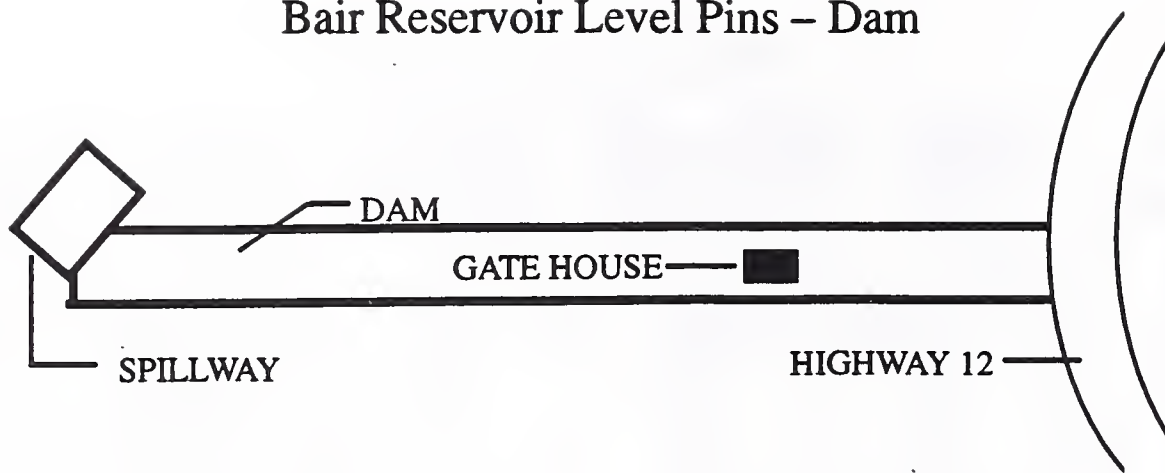 Bair Reservoir Level Pins – Dam
DAM
GATE HOUSE
SPILLWAY
HIGHWAY 12